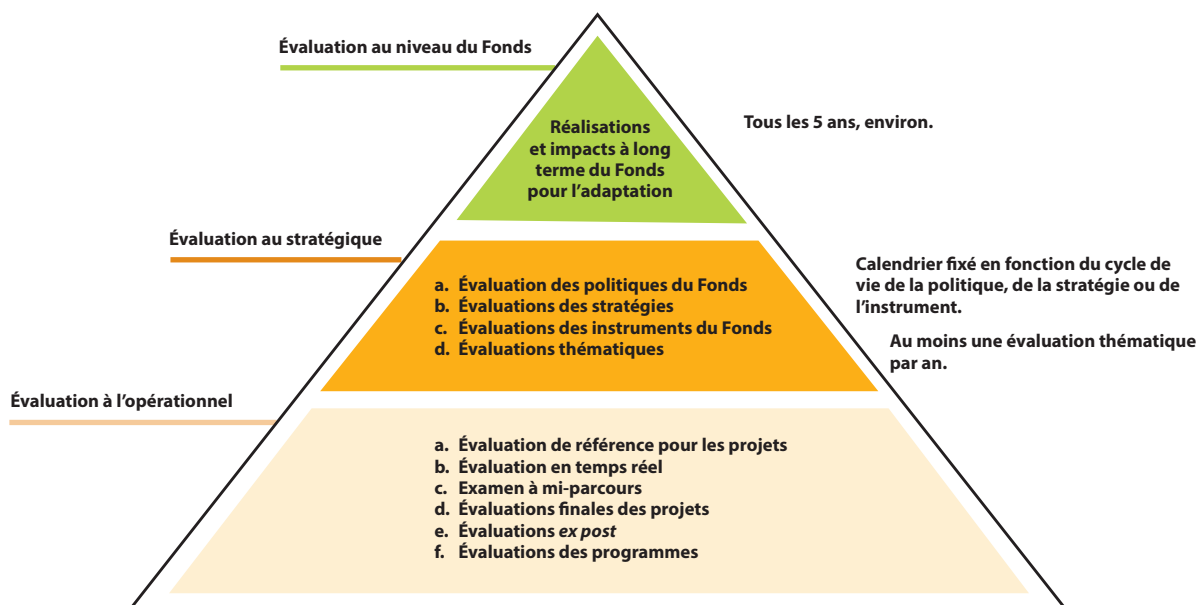 Évaluation au niveau du Fonds
Réalisations
et impacts à long
terme du Fonds
pour l'adaptation
Tous les 5 ans, environ.
Évaluation au stratégique
a. Évaluation des politiques du Fonds
b. Évaluations des stratégies
c. Évaluations des instruments du Fonds
d. Évaluations thématiques
Calendrier fixé en fonction du cycle de
vie de la politique, de la stratégie ou de
l'instrument.
Au moins une évaluation thématique
par an.
Évaluation à l'opérationnel
a. Évaluation de référence pour les projets
b. Évaluation en temps réel
c. Examen à mi-parcours
d. Évaluations finales des projets
e. Évaluations ex post
f. Évaluations des programmes